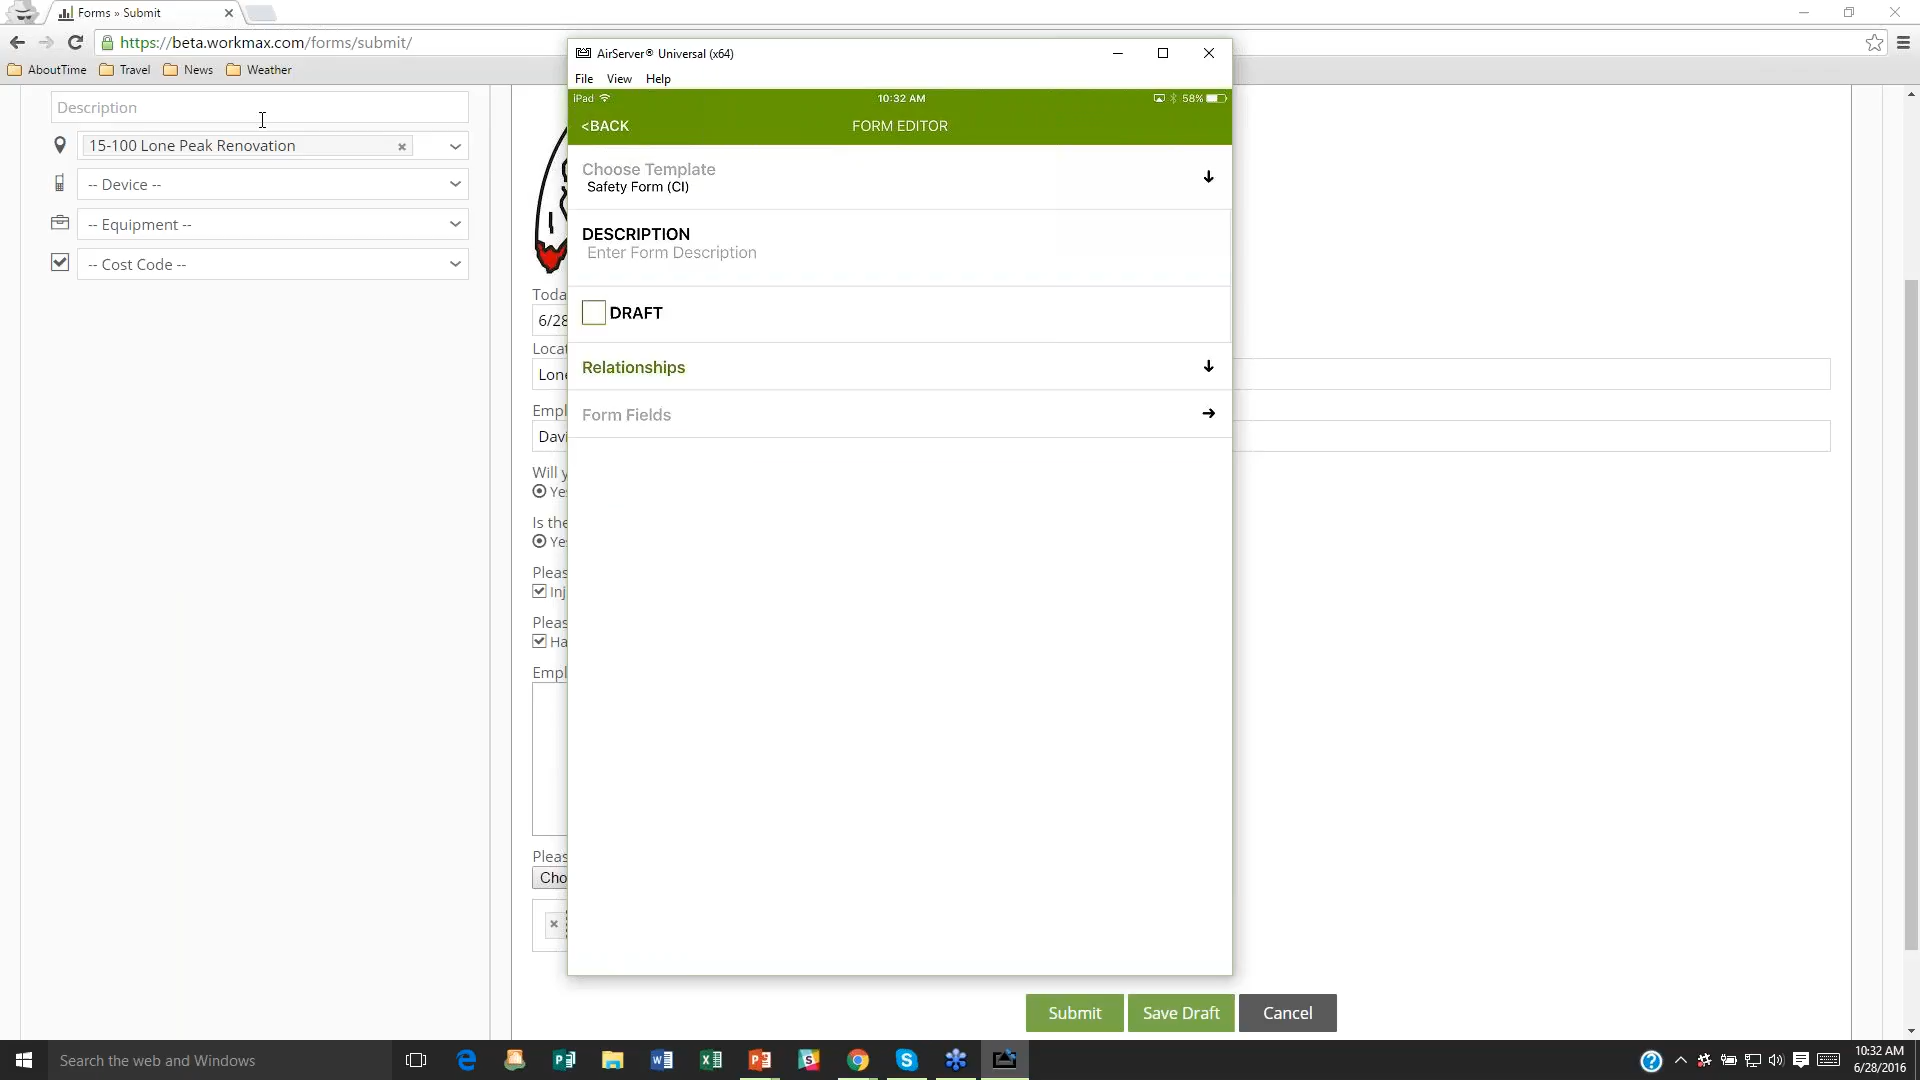 Forms » Submit
https://beta.workmax.com/forms/submit/
AboutTime Travel News Weather
Description
15-100 Lone Peak Renovation
-- Device --
-- Equipment --
-- Cost Code --
Toda
6/28
Locat
Lone
Empl
Davi
Will y
Yes
Is the
Yes
Pleas
Inj
Pleas
Ha
Empl
Pleas
Cho
AirServer® Universal (x64)
File View Help
iPad 10:32 AM 58%
<BACK FORM EDITOR
Choose Template
Safety Form (CI)
DESCRIPTION
Enter Form Description
DRAFT
Relationships
Form Fields
Submit Save Draft Cancel
Search the web and Windows
10:32 AM
6/28/2016